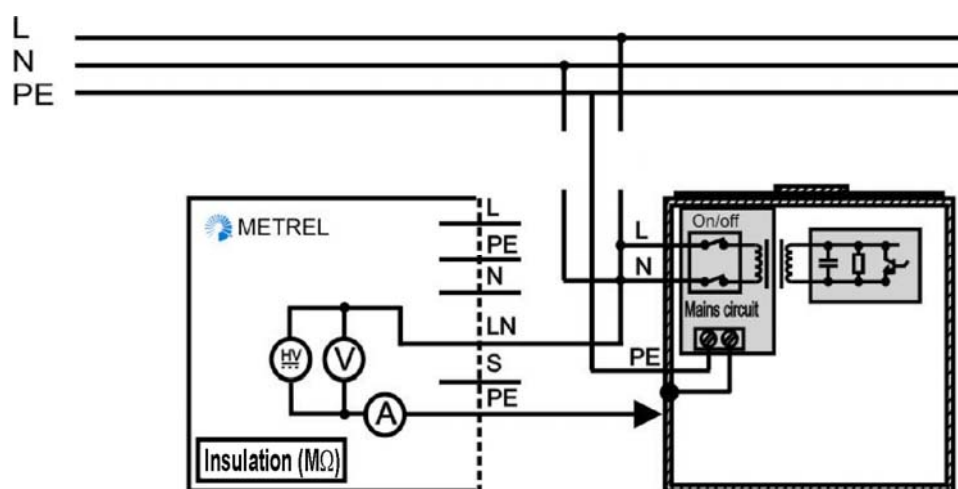 L
N
PE
METREL
L
PE
N
LN
S
PE
HV
V
A
Insulation (MΩ)
L
N
PE
On/off
Mains circuit